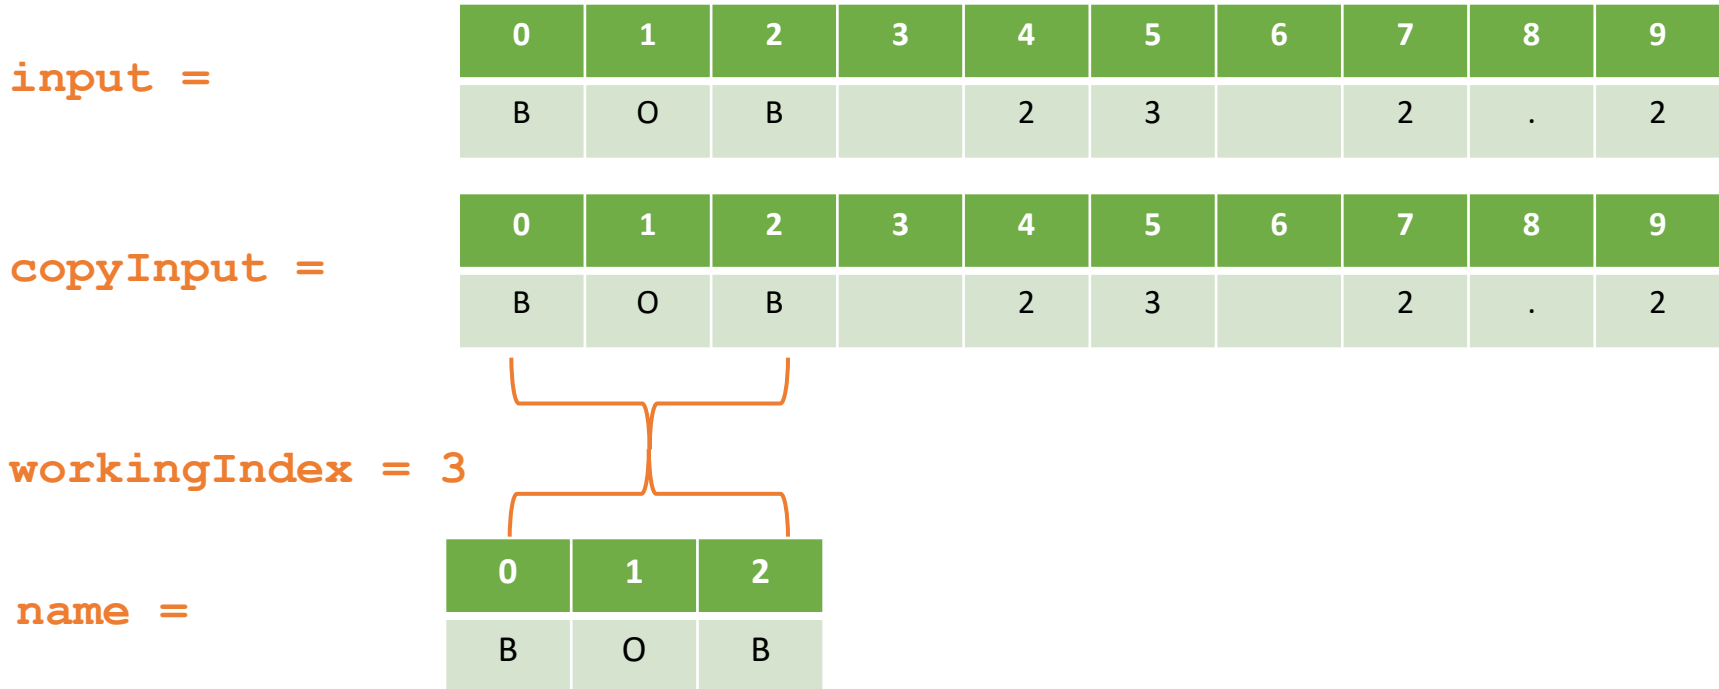 0 1 2 3 4 5 6 7 8 9
input =
B O B 2 3 2 . 2
0 1 2 3 4 5 6 7 8 9
copyInput =
B O B 2 3 2 . 2
workingIndex = 3
0 1 2
name =
B O B